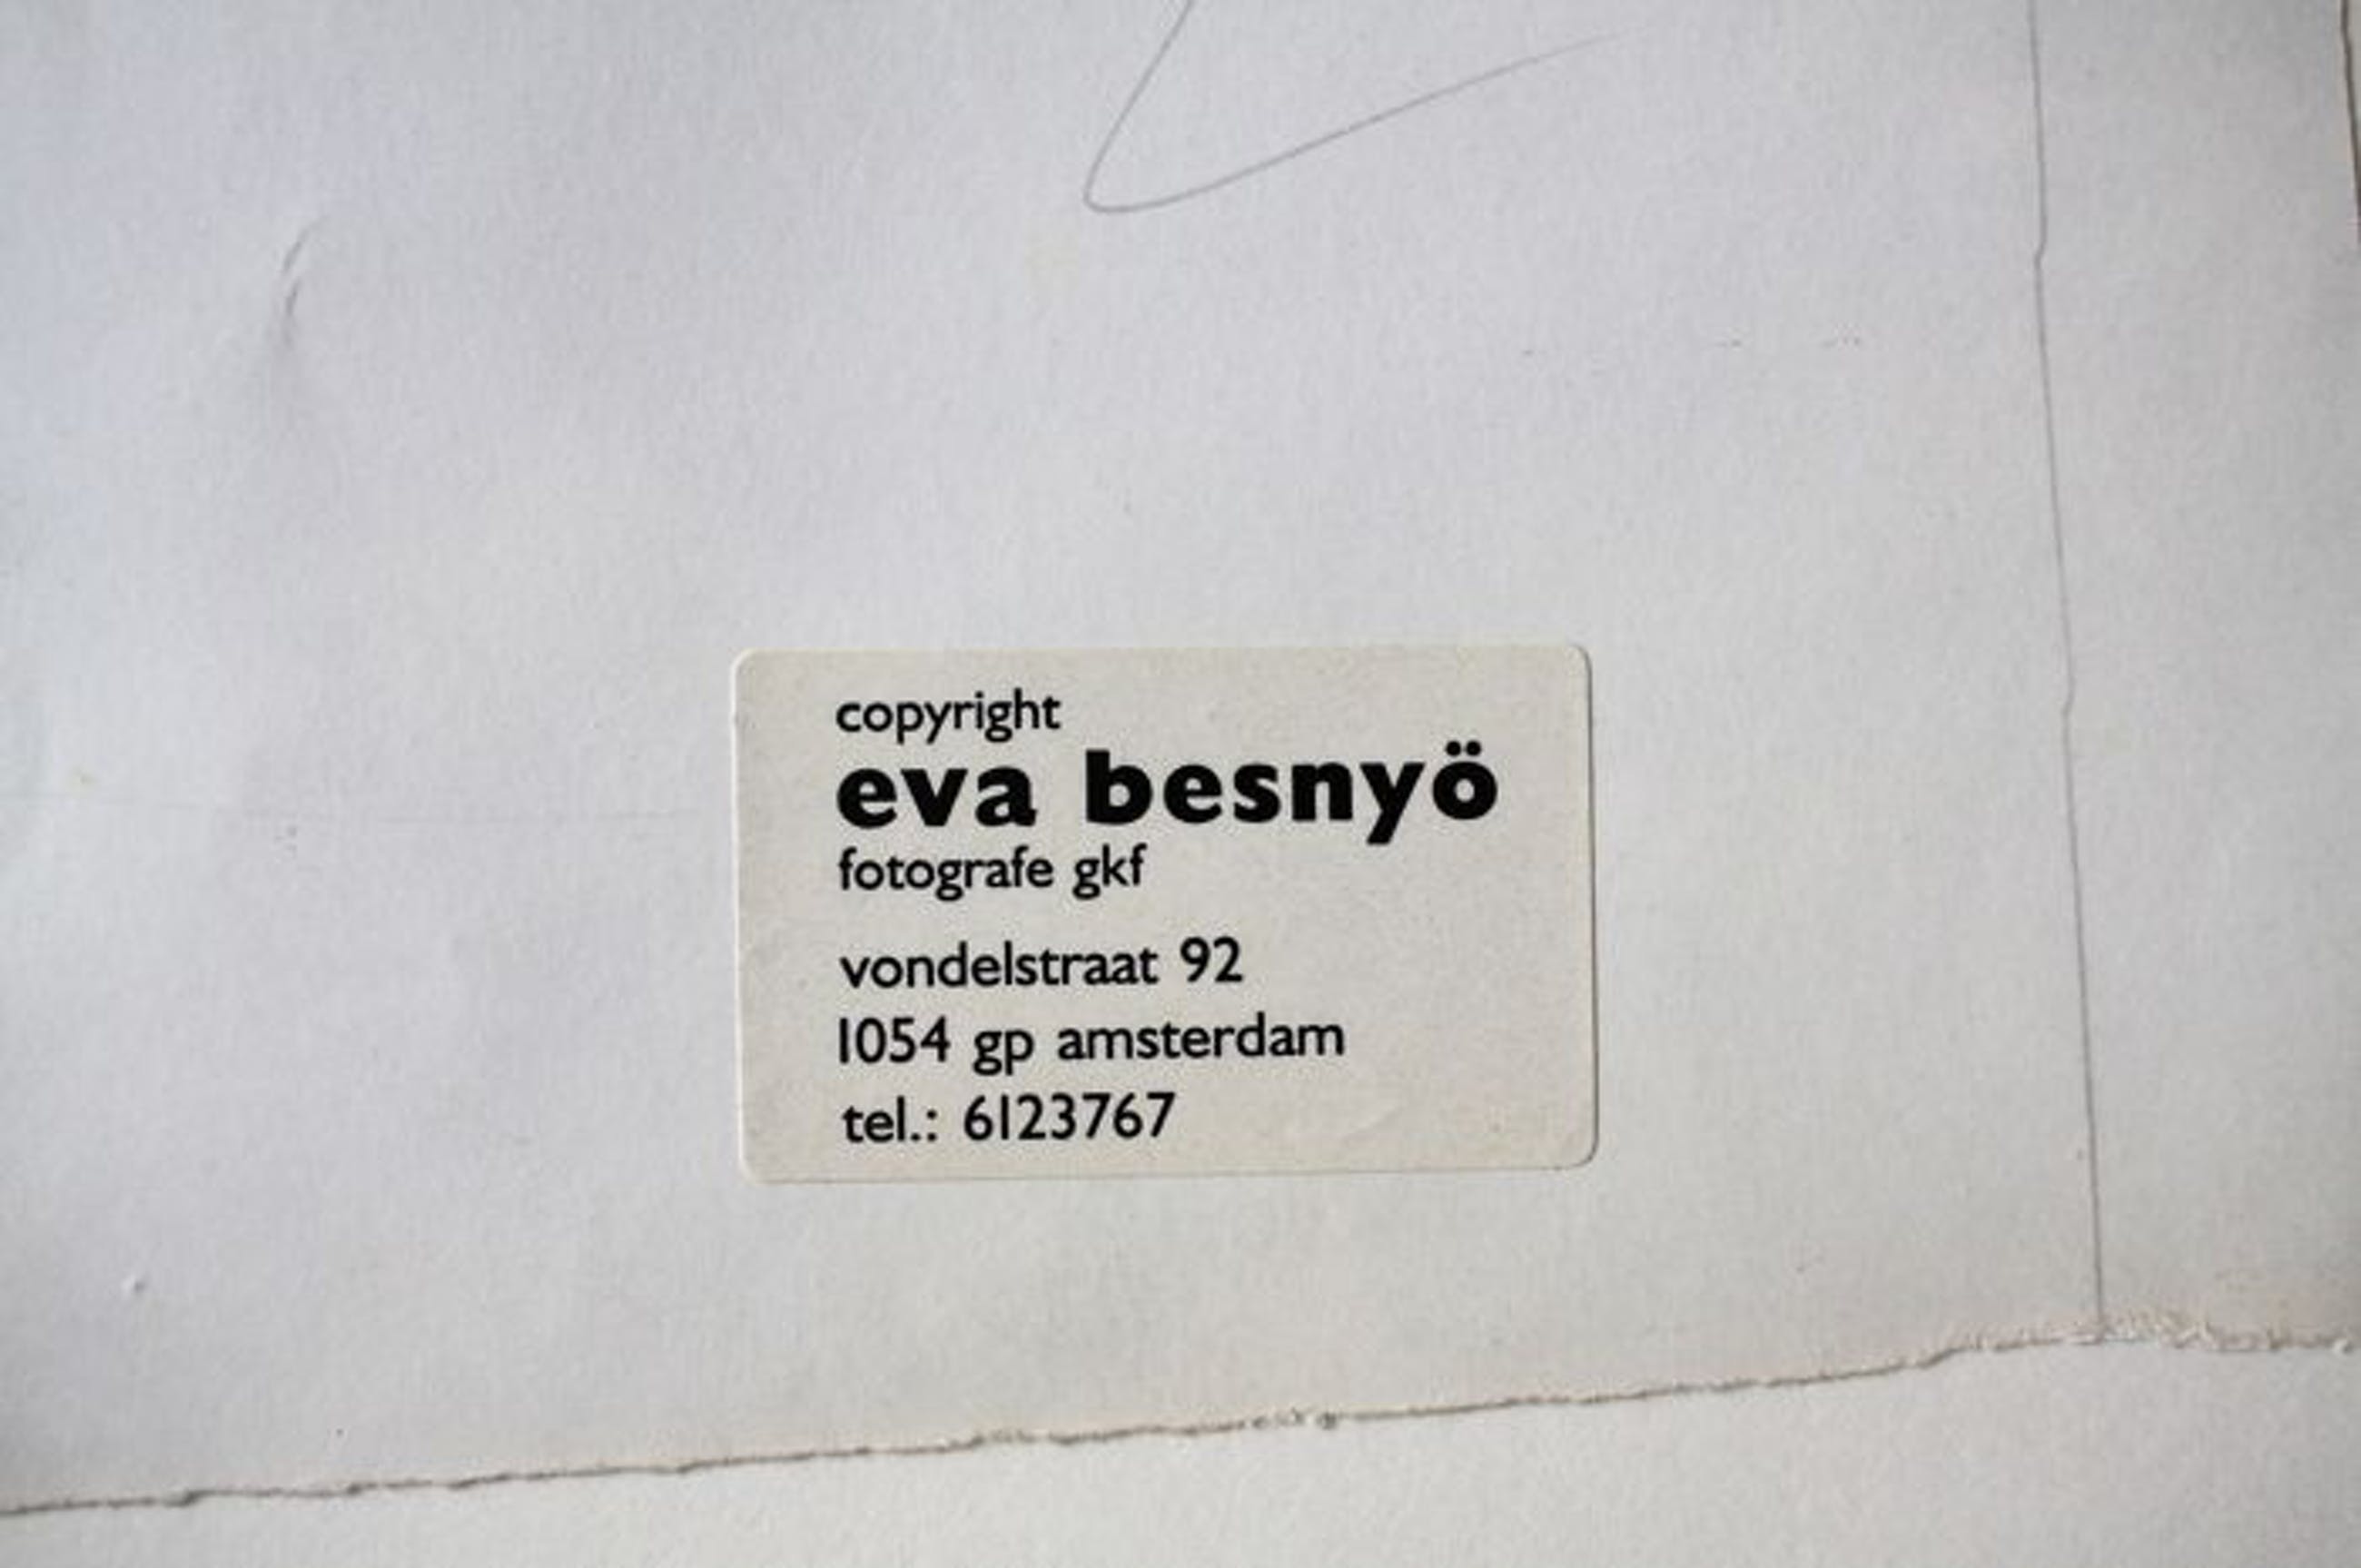 copyright
eva besnyö
fotografe gkf
vondelstraat 92
1054 gp amsterdam
tel.: 6123767